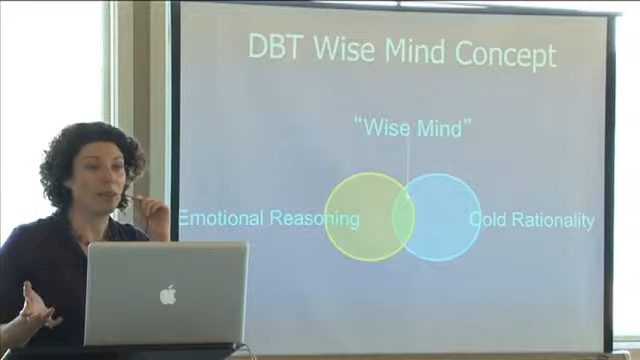 DBT Wise Mind Concept
“Wise Mind”
Emotional Reasoning
Cold Rationality